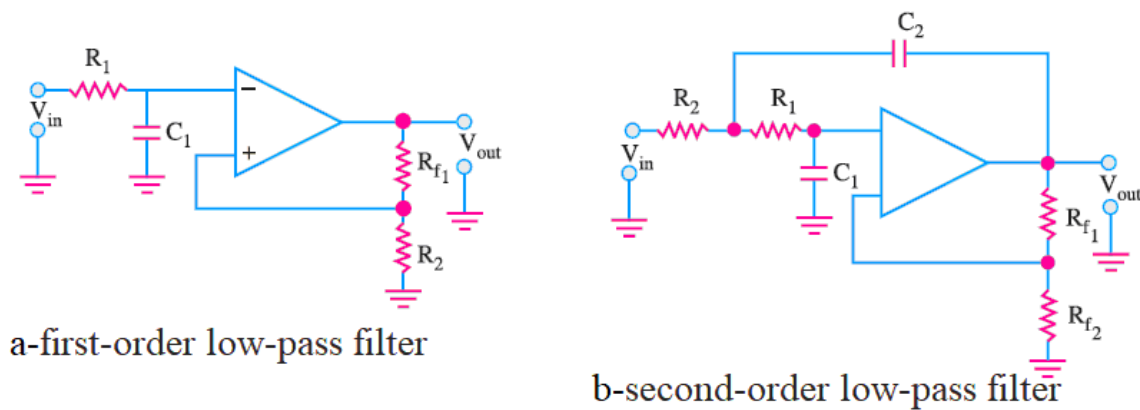 R1
Vin
C1
−
+
Rf1
Vout
R2
a-first-order low-pass filter
C2
R2
R1
Vin
C1
Vout
Rf1
Rf2
b-second-order low-pass filter